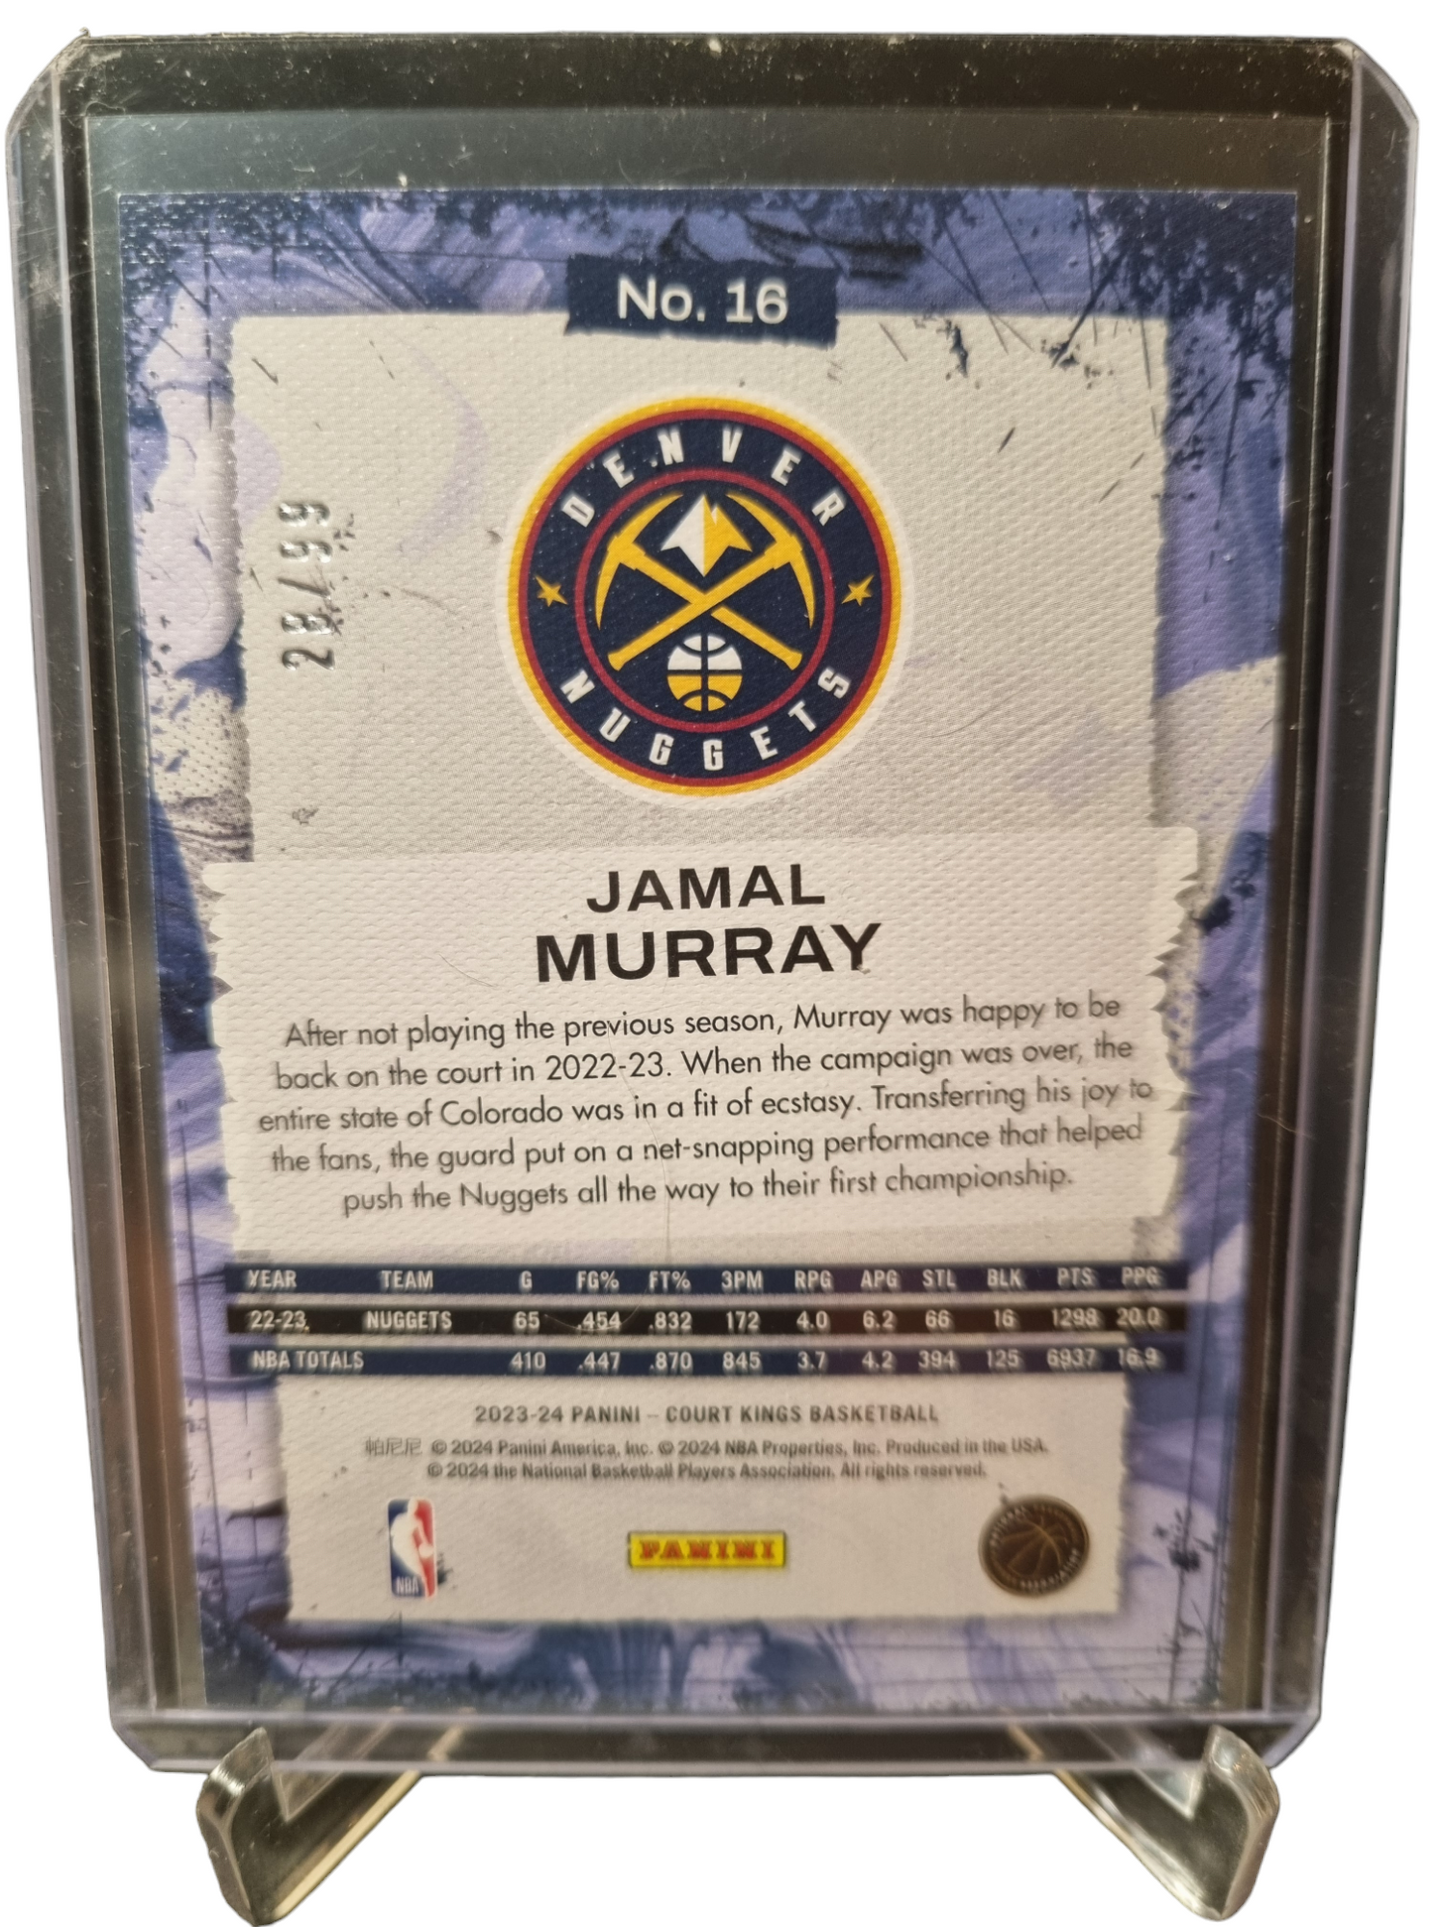 No. 16
28/99
DENVER
NUGGETS
JAMAL
MURRAY
After not playing the previous season, Murray was happy to be
back on the court in 2022-23. When the campaign was over, the
entire state of Colorado was in a fit of ecstasy. Transferring his joy to
the fans, the guard put on a net-snapping performance that helped
push the Nuggets all the way to their first championship.
YEAR TEAM G FG% FT% 3PM RPG APG STL BLK PTS PPG
22-23 NUGGETS 65 .454 .832 172 4.0 6.2 66 16 1298 20.0
NBA TOTALS 410 .447 .870 845 3.7 4.2 394 125 6937 16.9
2023-24 PANINI – COURT KINGS BASKETBALL
帕尼尼 © 2024 Panini America, Inc. © 2024 NBA Properties, Inc. Produced in the USA.
© 2024 the National Basketball Players Association. All rights reserved.
NBA
PANINI